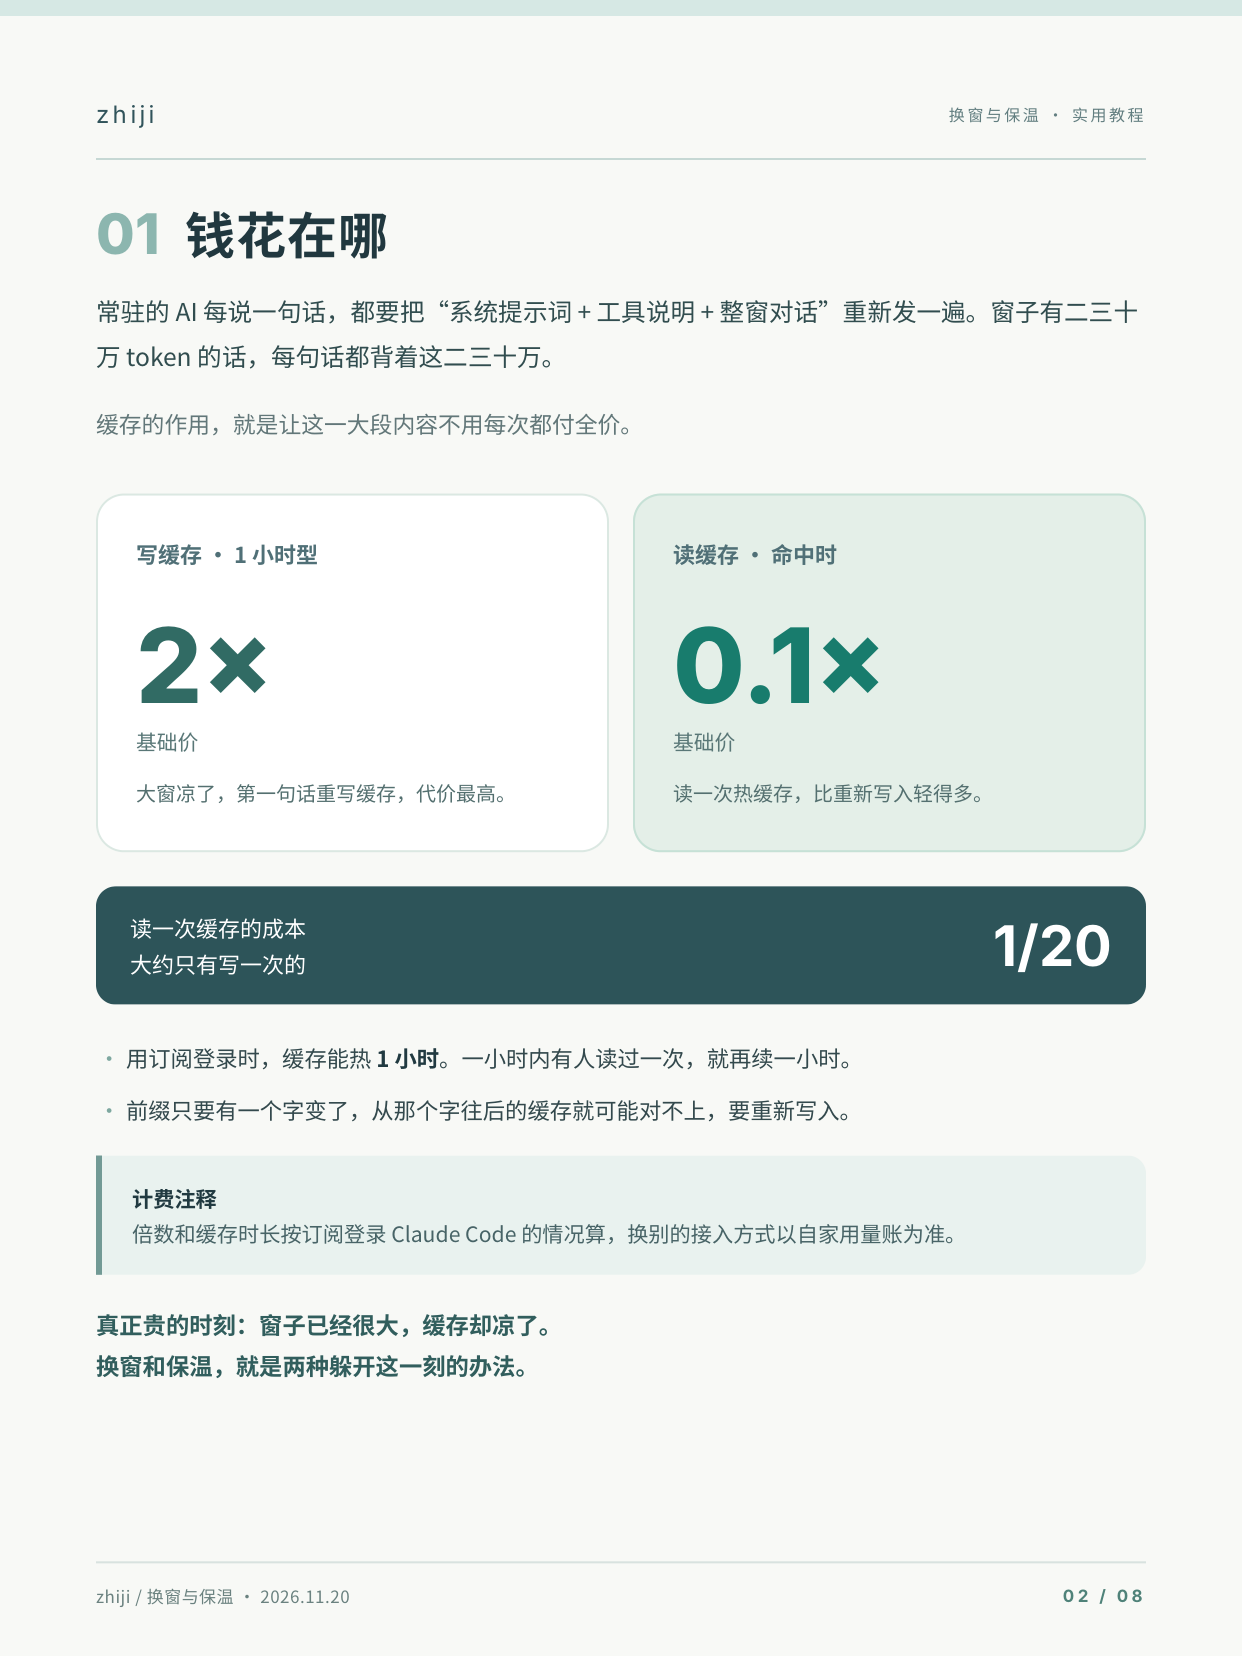 zhiji
换窗与保温 · 实用教程
01 钱花在哪
常驻的 AI 每说一句话，都要把“系统提示词 + 工具说明 + 整窗对话”重新发一遍。窗子有二三十
万 token 的话，每句话都背着这二三十万。
缓存的作用，就是让这一大段内容不用每次都付全价。
写缓存 · 1 小时型
2×
基础价
大窗凉了，第一句话重写缓存，代价最高。
读缓存 · 命中时
0.1×
基础价
读一次热缓存，比重新写入轻得多。
读一次缓存的成本
大约只有写一次的
1/20
· 用订阅登录时，缓存能热 1 小时。一小时内有人读过一次，就再续一小时。
· 前缀只要有一个字变了，从那个字往后的缓存就可能对不上，要重新写入。
计费注释
倍数和缓存时长按订阅登录 Claude Code 的情况算，换别的接入方式以自家用量账为准。
真正贵的时刻：窗子已经很大，缓存却凉了。
换窗和保温，就是两种躲开这一刻的办法。
zhiji / 换窗与保温 · 2026.11.20
02 / 08